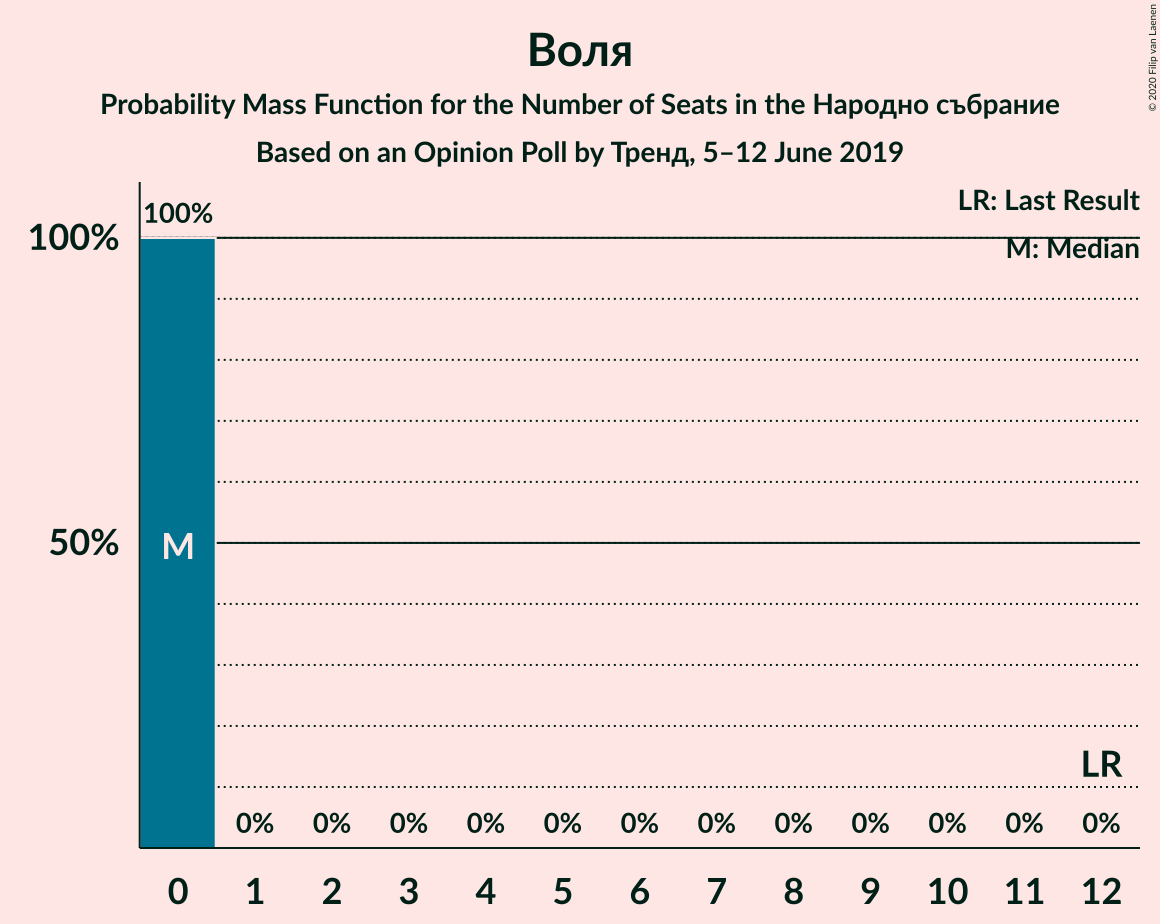 Воля
Probability Mass Function for the Number of Seats in the Народно събрание
Based on an Opinion Poll by Тренд, 5–12 June 2019
© 2020 Filip van Laenen
LR: Last Result
M: Median
100%
100%
50%
M
LR
0% 0% 0% 0% 0% 0% 0% 0% 0% 0% 0% 0%
0 1 2 3 4 5 6 7 8 9 10 11 12